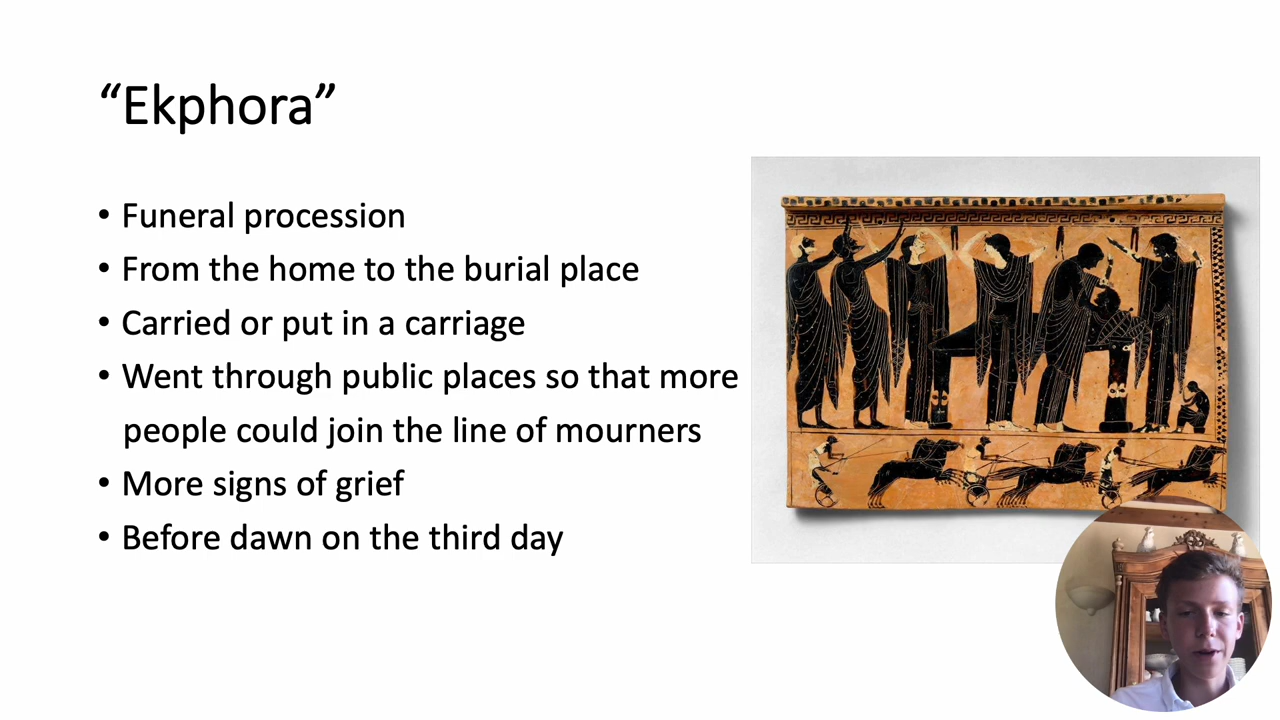 “Ekphora”
• Funeral procession
• From the home to the burial place
• Carried or put in a carriage
• Went through public places so that more
people could join the line of mourners
• More signs of grief
• Before dawn on the third day